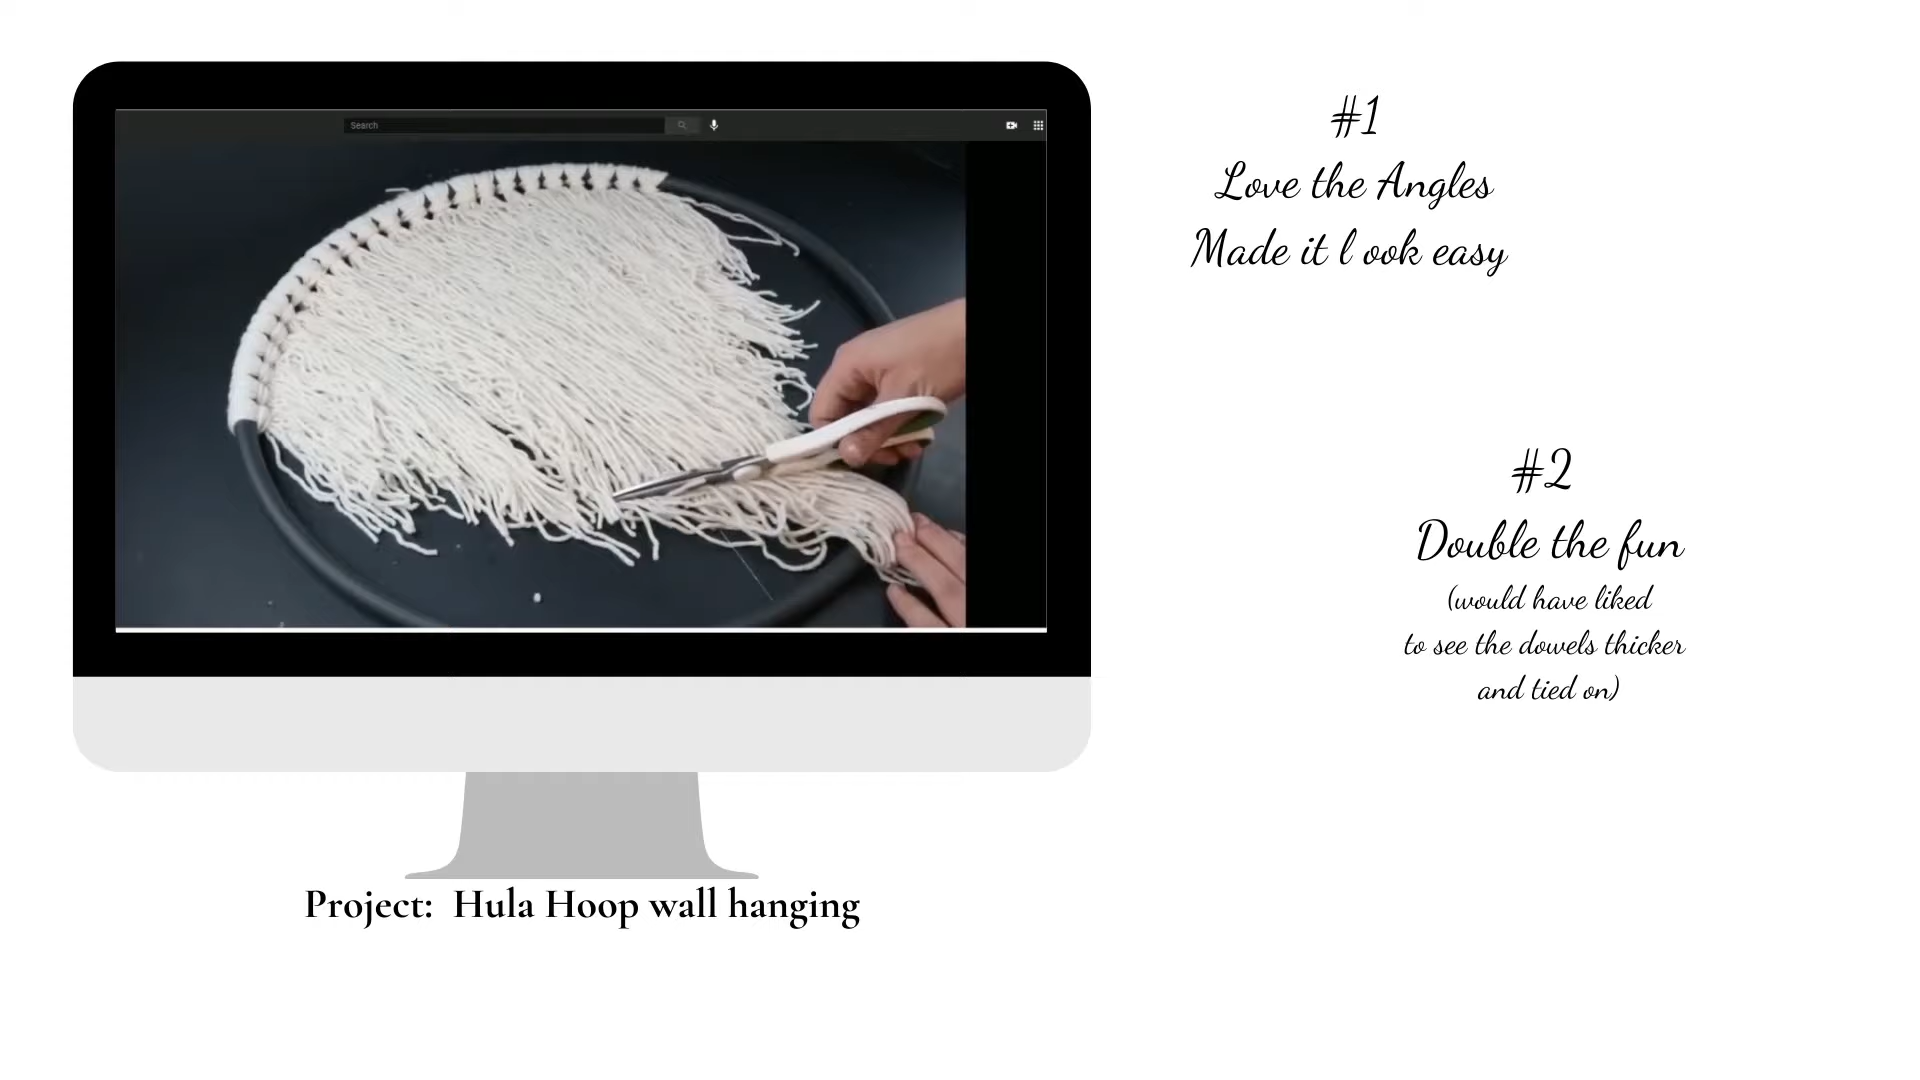 Search
#1
Love the Angles
Made it l ook easy
#2
Double the fun
(would have liked
to see the dowels thicker
and tied on)
Project: Hula Hoop wall hanging